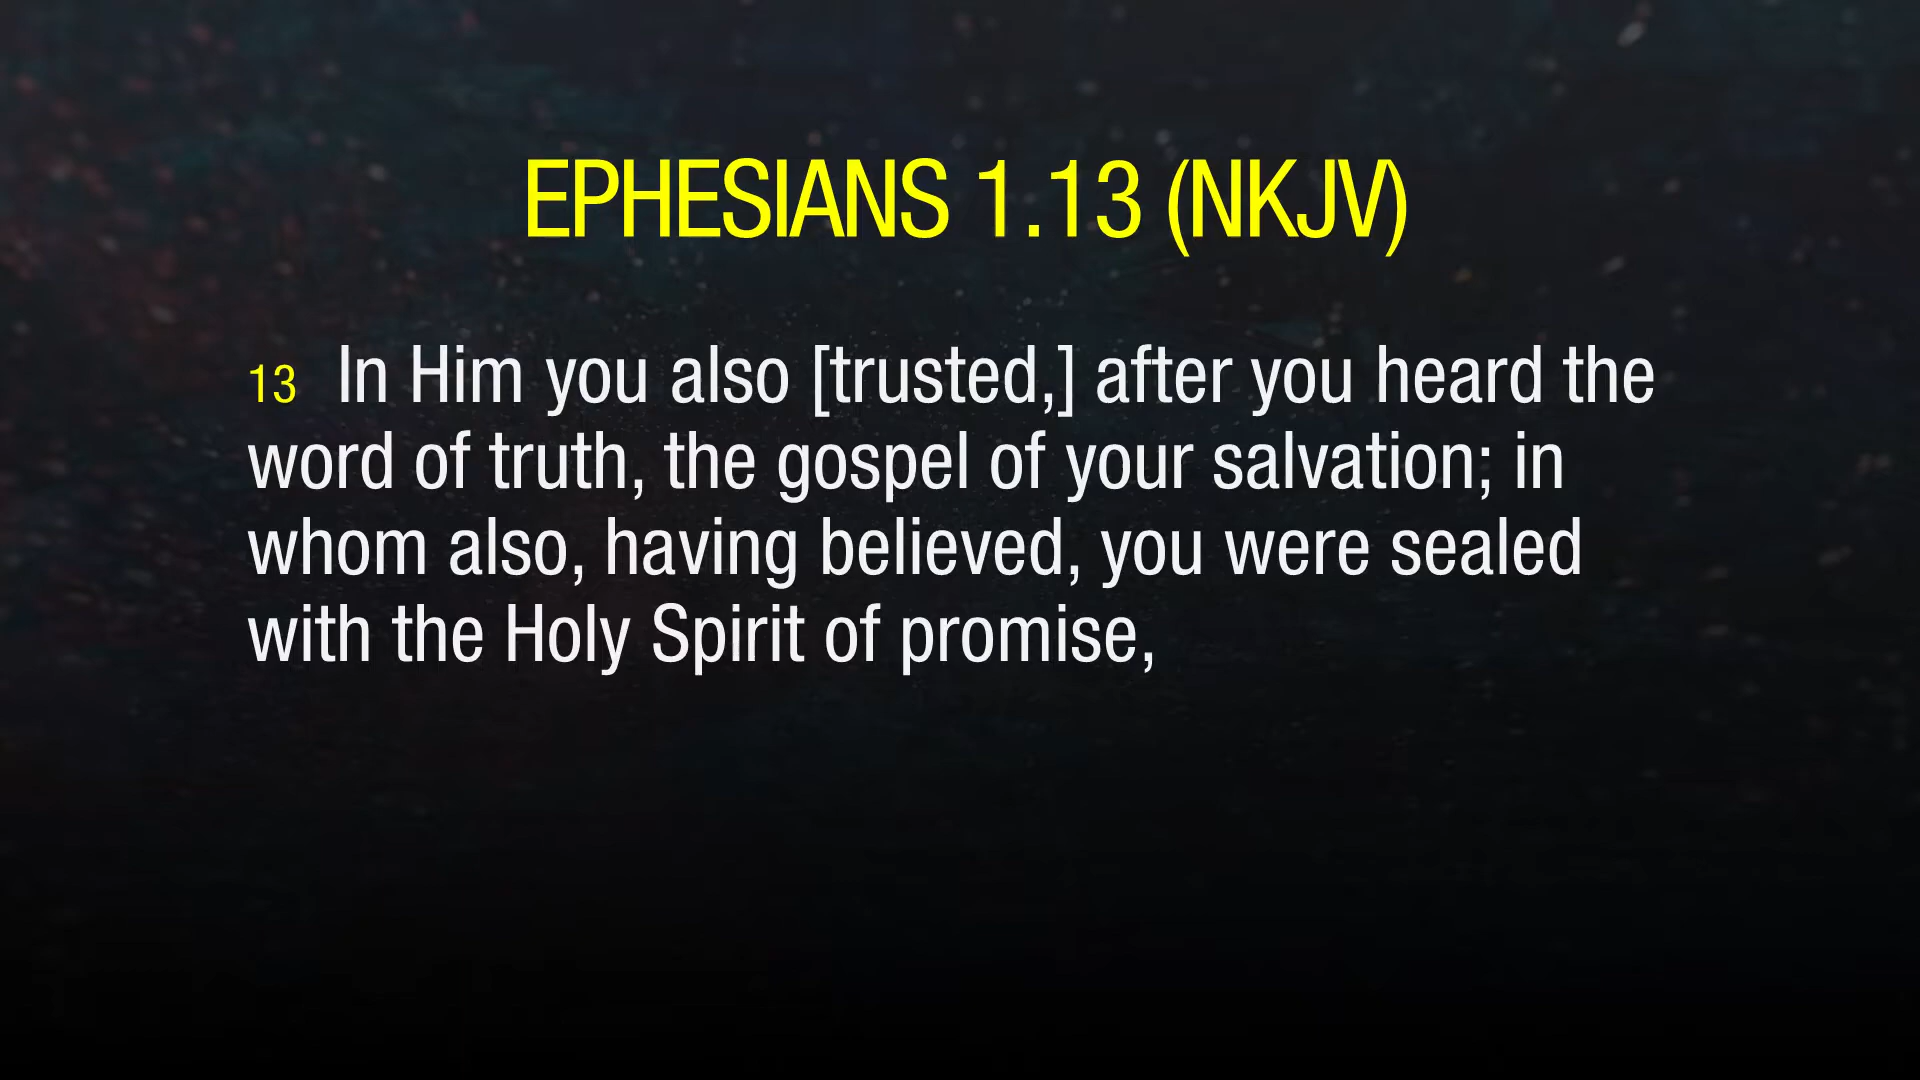 EPHESIANS 1.13 (NKJV)
13 In Him you also [trusted,] after you heard the
word of truth, the gospel of your salvation; in
whom also, having believed, you were sealed
with the Holy Spirit of promise,